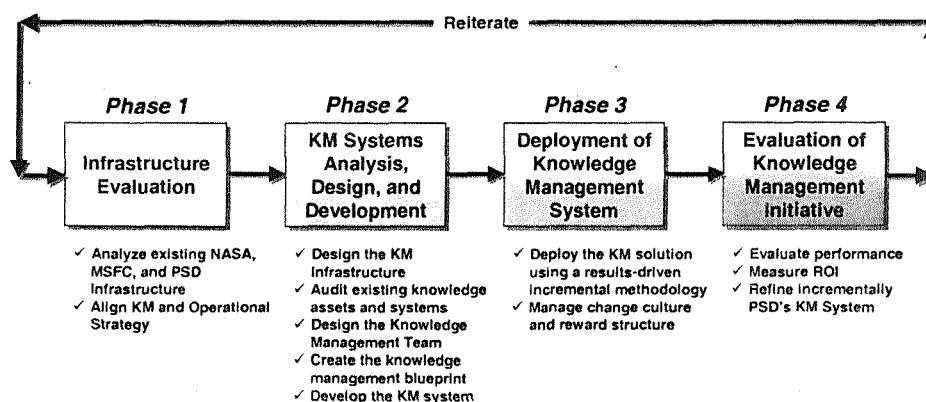 Reiterate
Phase 1
Infrastructure
Evaluation
✓ Analyze existing NASA,
MSFC, and PSD
Infrastructure
✓ Align KM and Operational
Strategy
Phase 2
KM Systems
Analysis,
Design, and
Development
✓ Design the KM
Infrastructure
✓ Audit existing knowledge
assets and systems
✓ Design the Knowledge
Management Team
✓ Create the knowledge
management blueprint
✓ Develop the KM system
Phase 3
Deployment of
Knowledge
Management
System
✓ Deploy the KM solution
using a results-driven
incremental methodology
✓ Manage change culture
and reward structure
Phase 4
Evaluation of
Knowledge
Management
Initiative
✓ Evaluate performance
✓ Measure ROI
✓ Refine incrementally
PSD's KM System